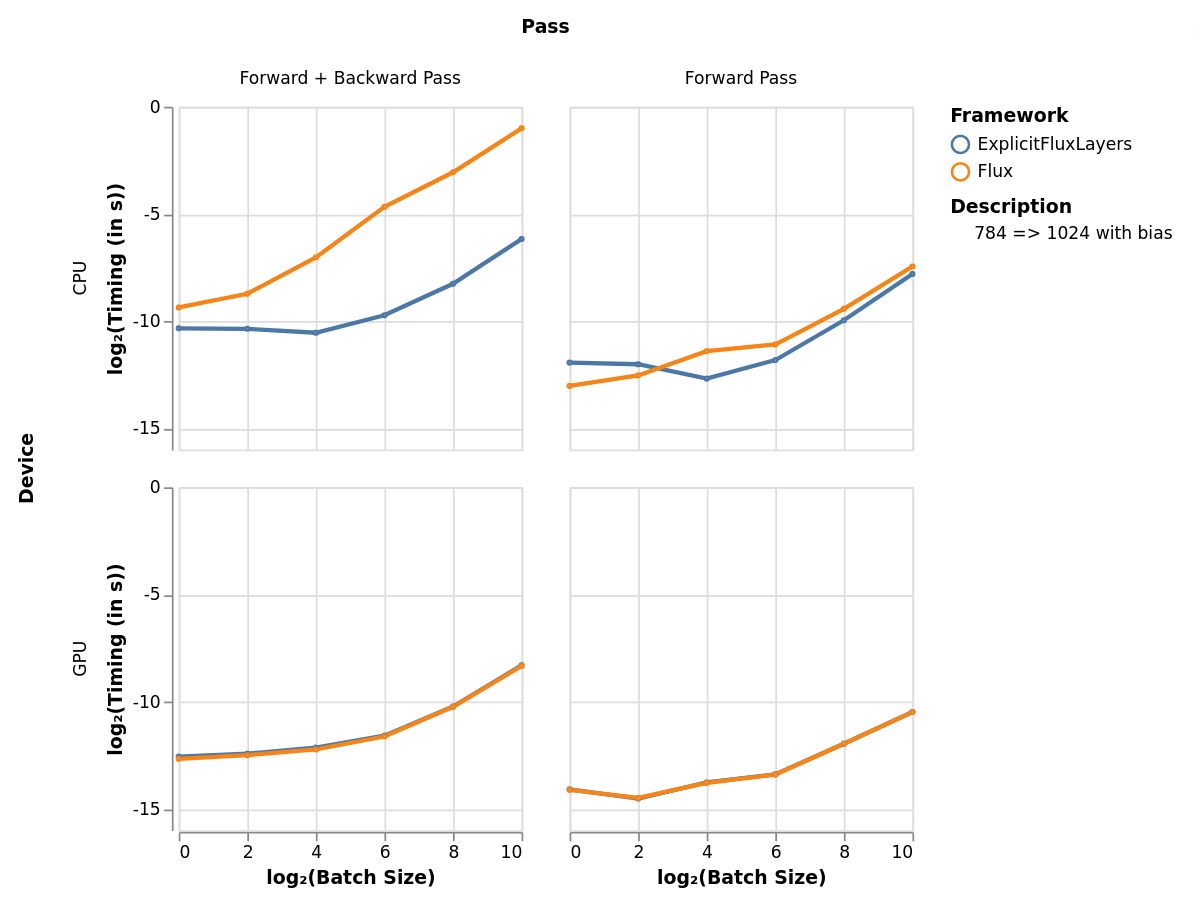 Pass
Forward + Backward Pass
Forward Pass
Framework
ExplicitFluxLayers
Flux
Description
784 => 1024 with bias
Device
CPU
log₂(Timing (in s))
0
-5
-10
-15
GPU
log₂(Timing (in s))
0
-5
-10
-15
0 2 4 6 8 10
0 2 4 6 8 10
log₂(Batch Size)
log₂(Batch Size)